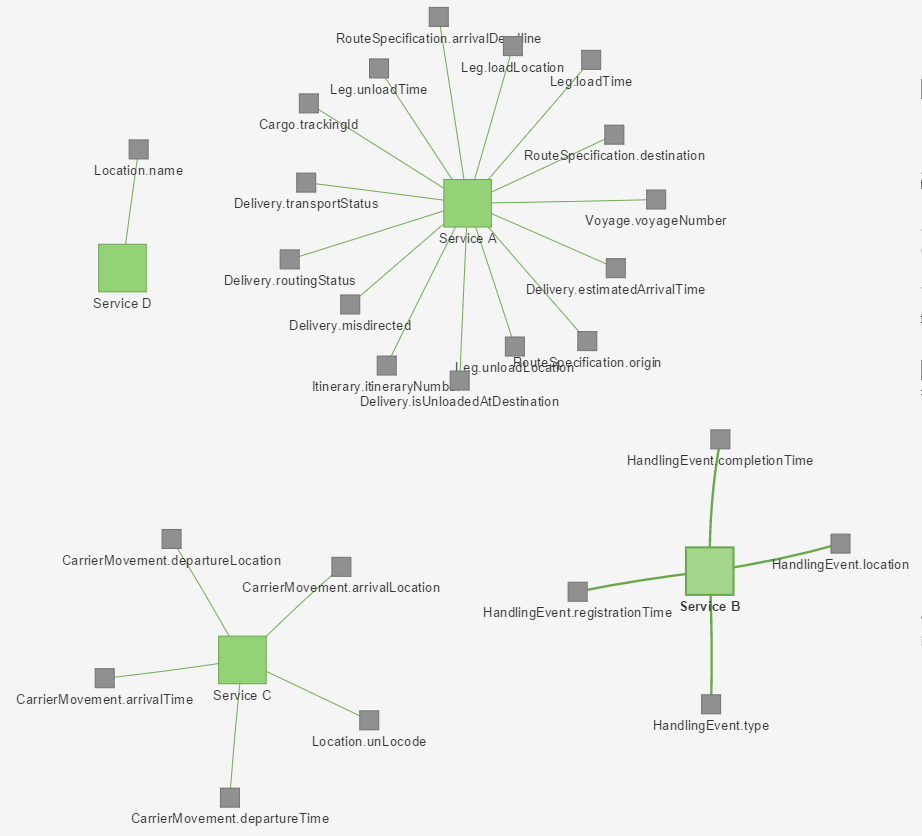 RouteSpecification.arrivalDeadline
Leg.loadLocation
Leg.loadTime
Leg.unloadTime
Cargo.trackingId
RouteSpecification.destination
Location.name
Delivery.transportStatus
Voyage.voyageNumber
Service A
Delivery.routingStatus
Delivery.estimatedArrivalTime
Service D
Delivery.misdirected
RouteSpecification.origin
Leg.unloadLocation
Itinerary.itineraryNumber
Delivery.isUnloadedAtDestination
HandlingEvent.completionTime
CarrierMovement.departureLocation
HandlingEvent.location
CarrierMovement.arrivalLocation
HandlingEvent.registrationTime
Service B
Service C
CarrierMovement.arrivalTime
HandlingEvent.type
Location.unLocode
CarrierMovement.departureTime